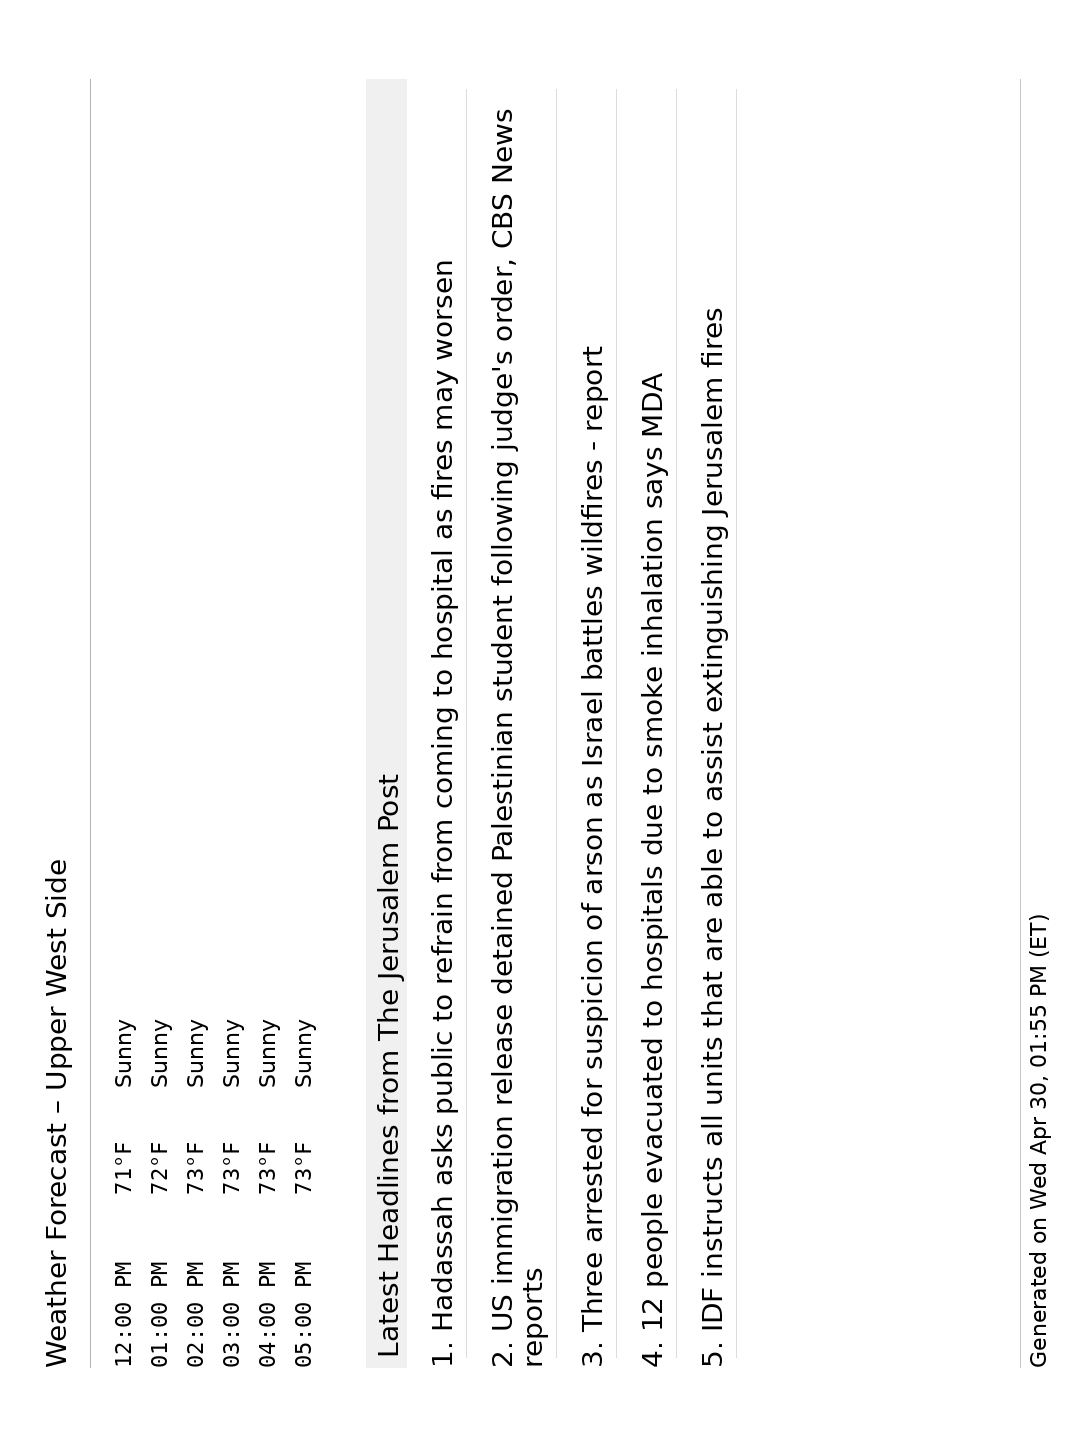 Weather Forecast – Upper West Side
12:00 PM 71°F Sunny
01:00 PM 72°F Sunny
02:00 PM 73°F Sunny
03:00 PM 73°F Sunny
04:00 PM 73°F Sunny
05:00 PM 73°F Sunny
Latest Headlines from The Jerusalem Post
1. Hadassah asks public to refrain from coming to hospital as fires may worsen
2. US immigration release detained Palestinian student following judge's order, CBS News
reports
3. Three arrested for suspicion of arson as Israel battles wildfires - report
4. 12 people evacuated to hospitals due to smoke inhalation says MDA
5. IDF instructs all units that are able to assist extinguishing Jerusalem fires
Generated on Wed Apr 30, 01:55 PM (ET)